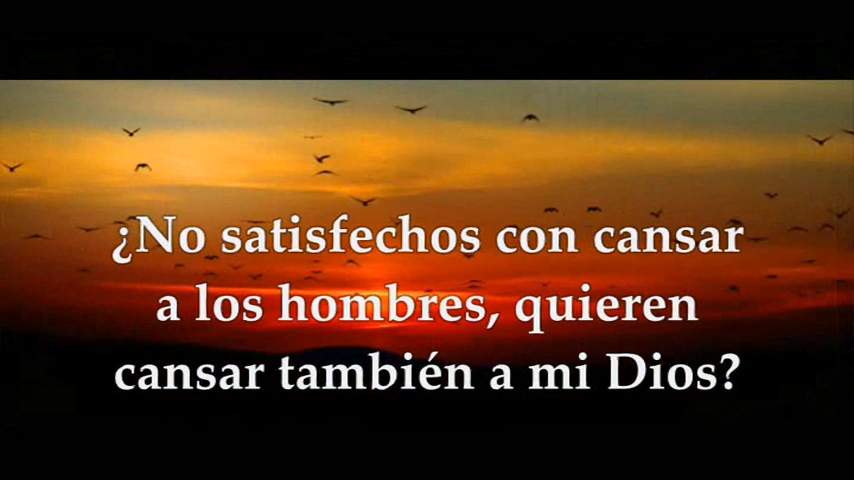 ¿No satisfechos con cansar
a los hombres, quieren
cansar también a mi Dios?